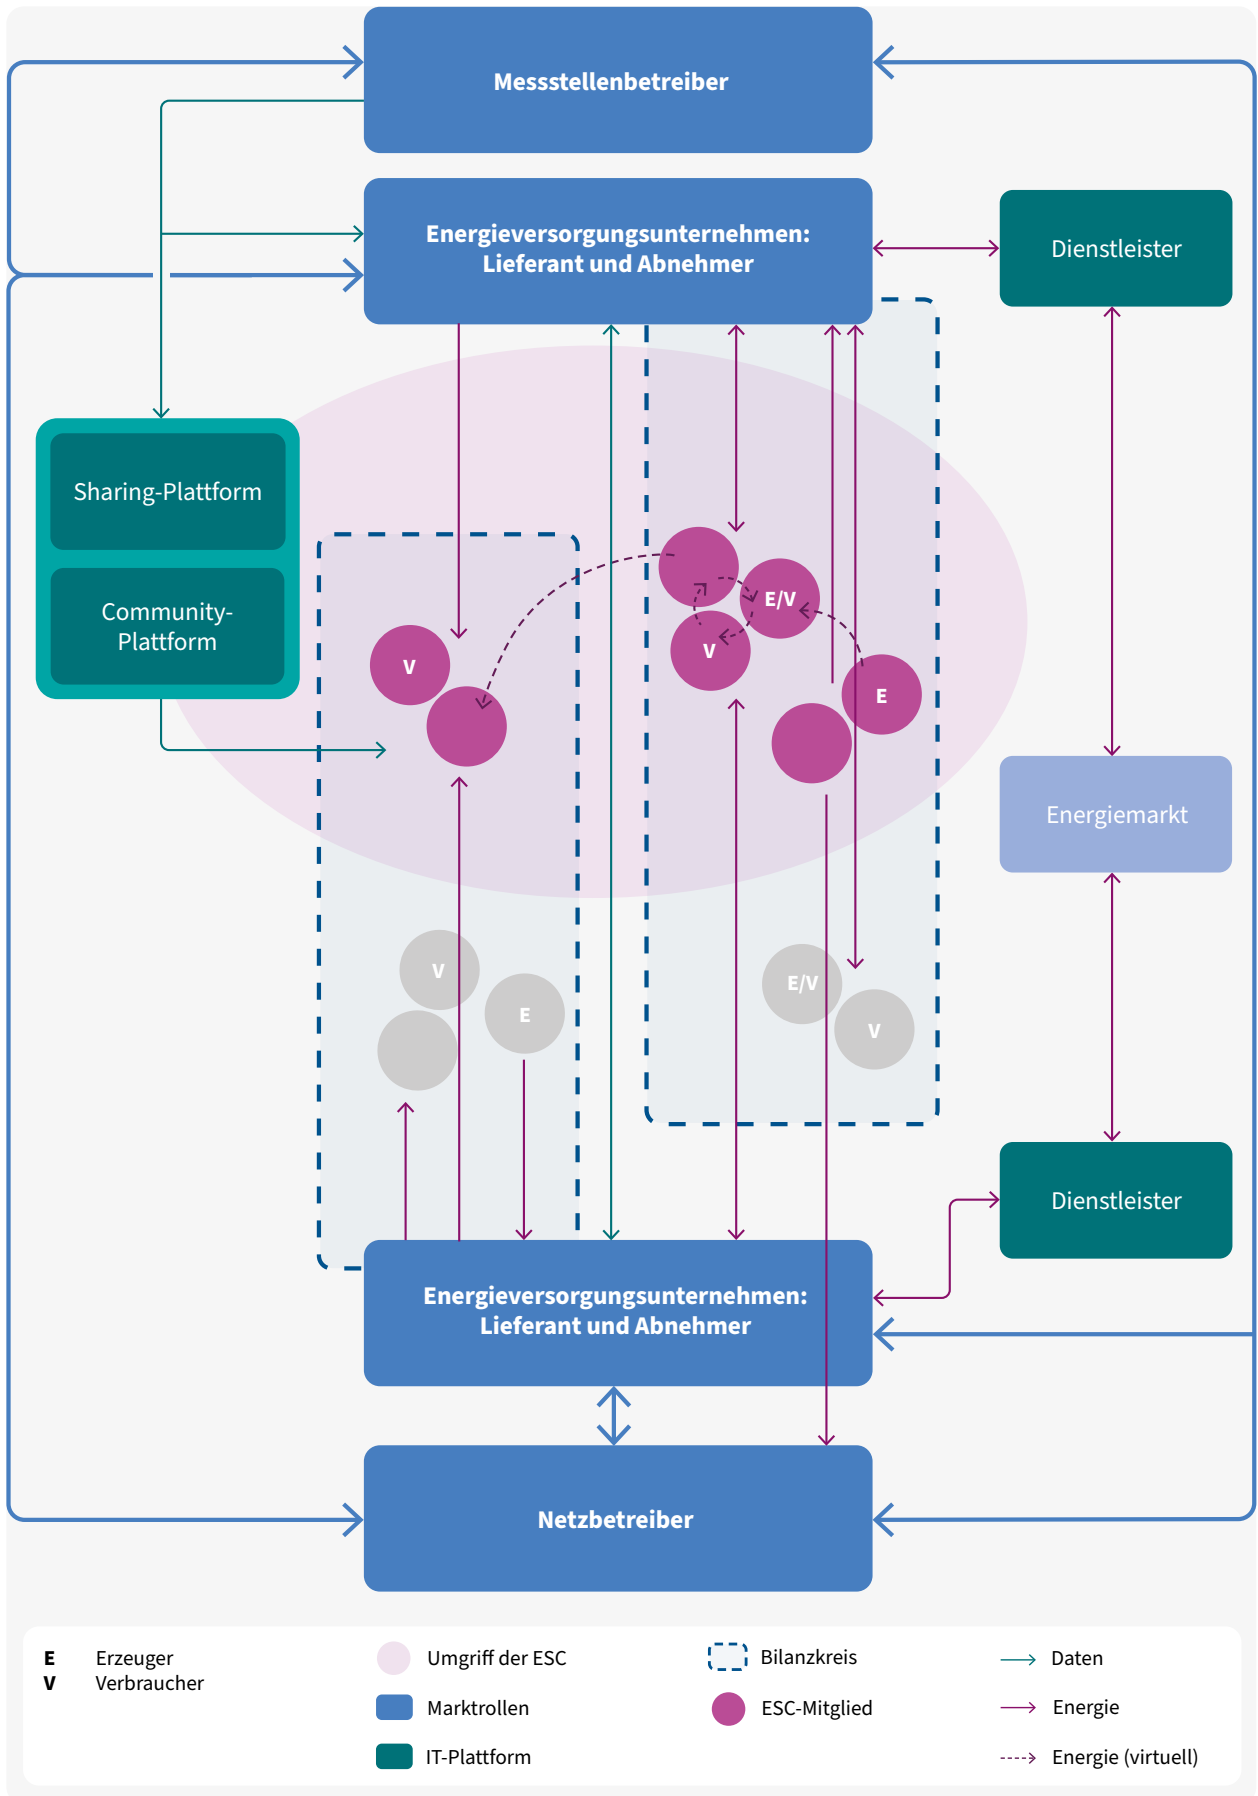 Messstellenbetreiber
Energieversorgungsunternehmen:
Lieferant und Abnehmer
Dienstleister
Sharing-Plattform
Community-
Plattform
E/V
V
V
E
Energiemarkt
V
E
E/V
V
Dienstleister
Energieversorgungsunternehmen:
Lieferant und Abnehmer
Netzbetreiber
E Erzeuger
V Verbraucher
Umgriff der ESC
Marktrollen
IT-Plattform
Bilanzkreis
ESC-Mitglied
Daten
Energie
Energie (virtuell)